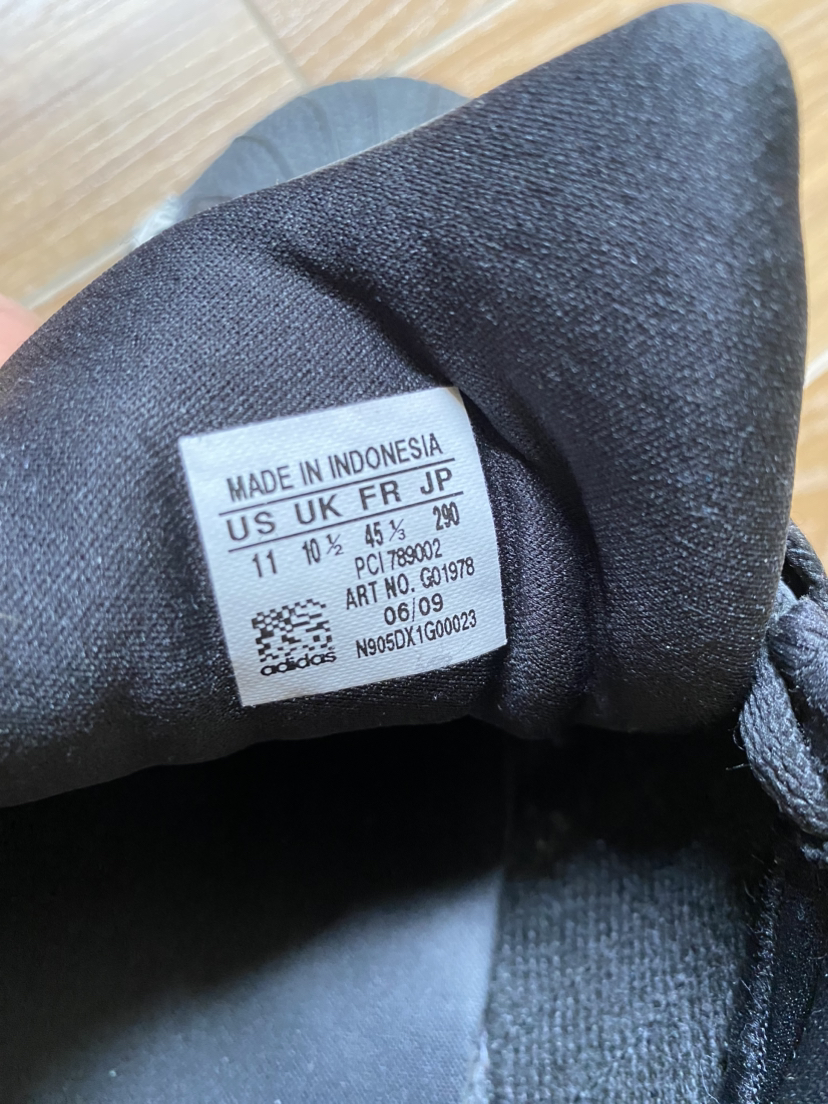 MADE IN INDONESIA
US UK FR JP
11 10 ½ 45 ⅓ 290
PCI 789002
ART NO. G01978
06/09
N905DX1G00023
adidas